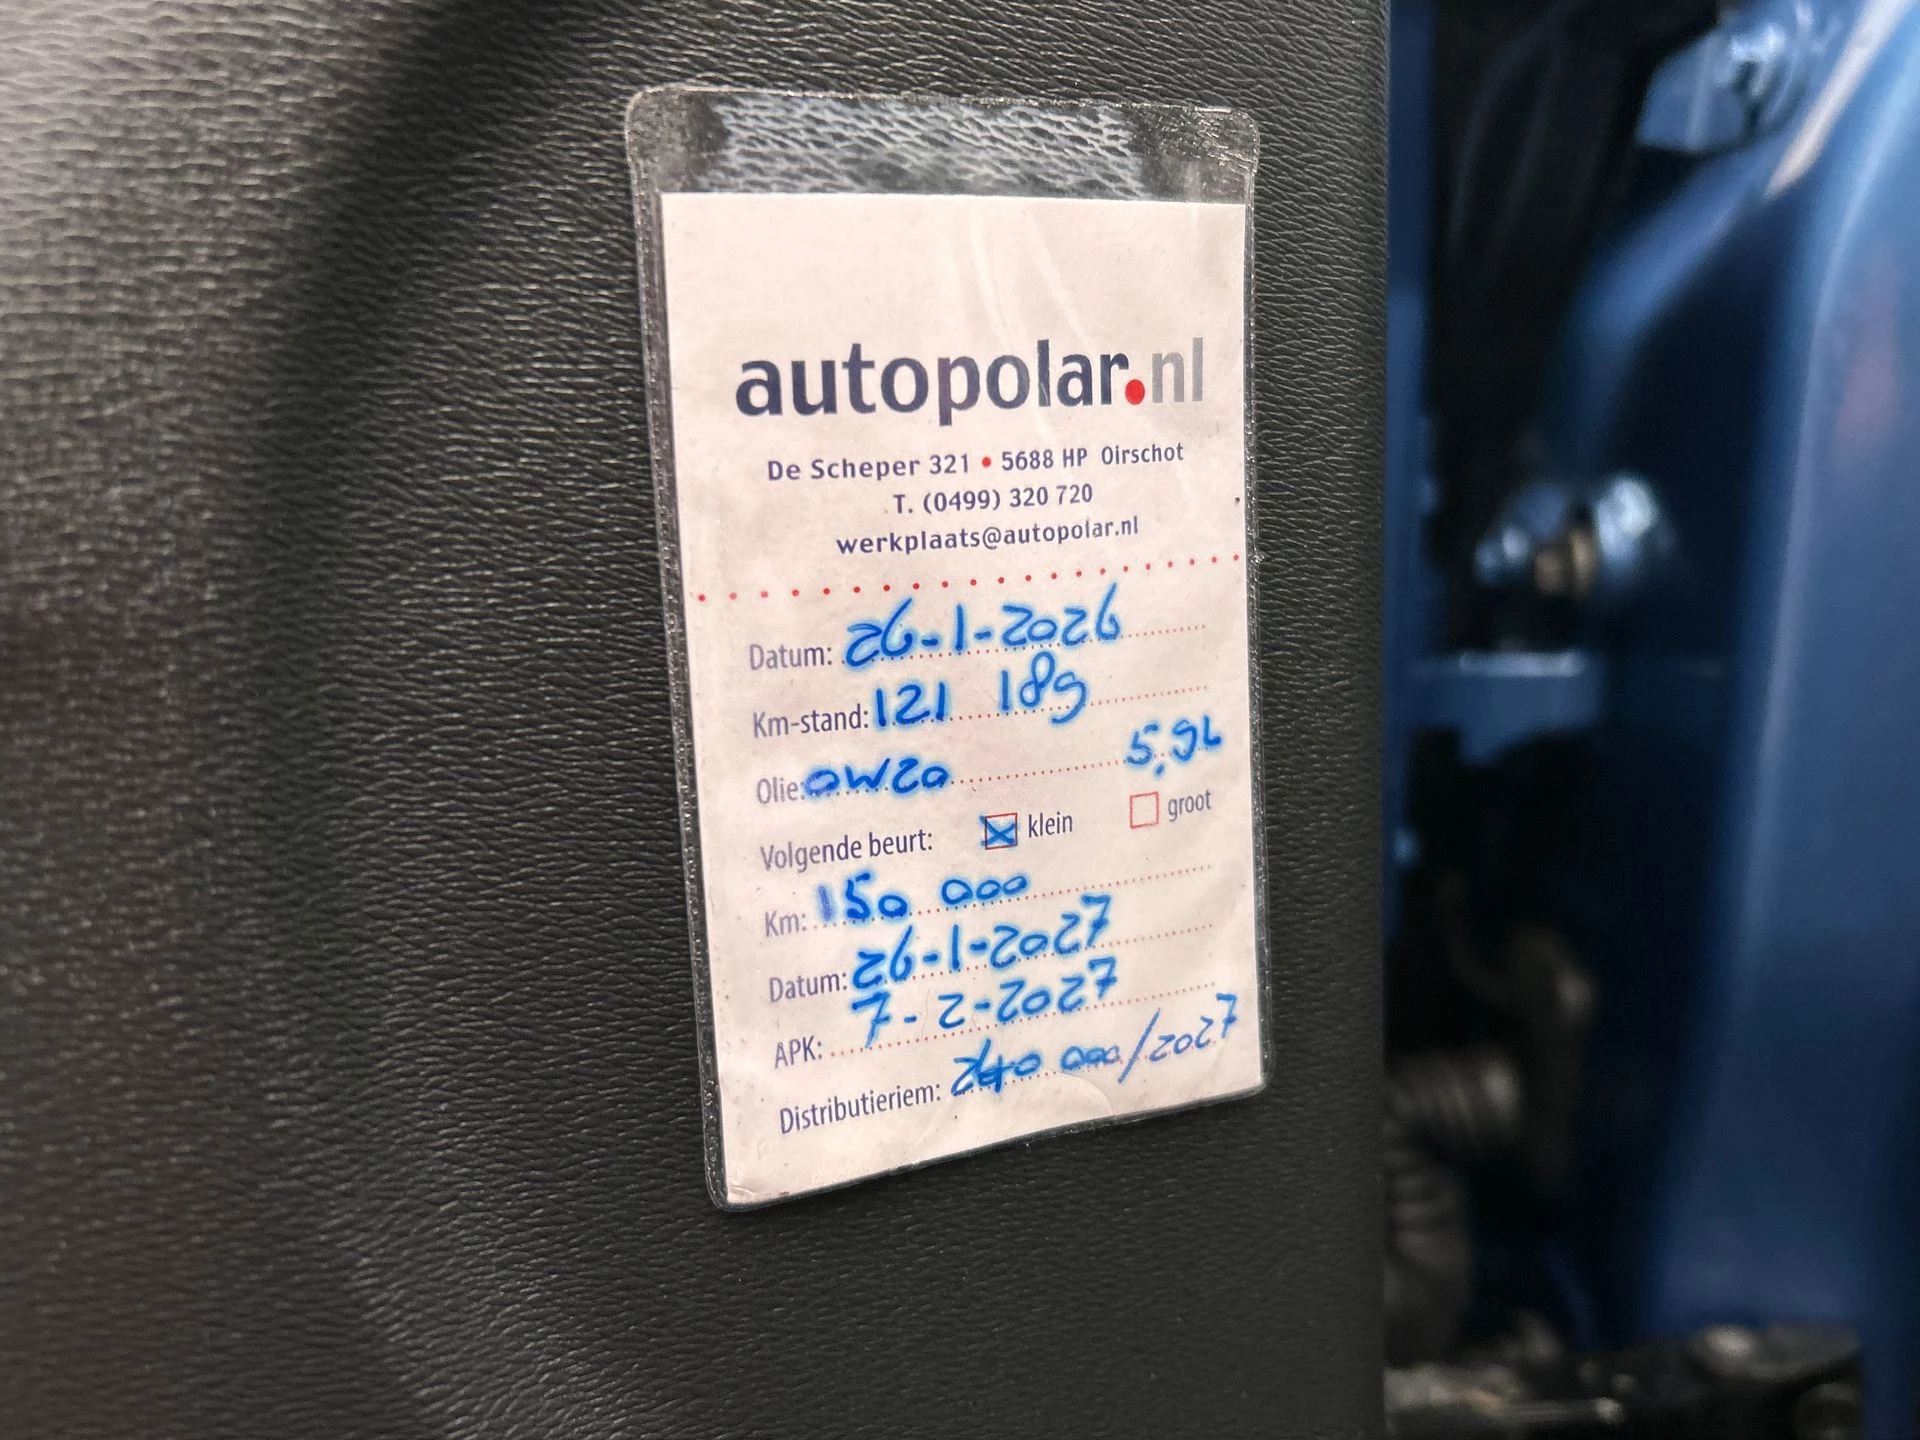 autopolar.nl
De Scheper 321 • 5688 HP Oirschot
T. (0499) 320 720
werkplaats@autopolar.nl
Datum: 26-1-2026
Km-stand: 121 189
Olie: 0W20 5,9L
Volgende beurt: klein groot
Km: 150 000
Datum: 26-1-2027
APK: 7-2-2027
Distributieriem: 000/2027